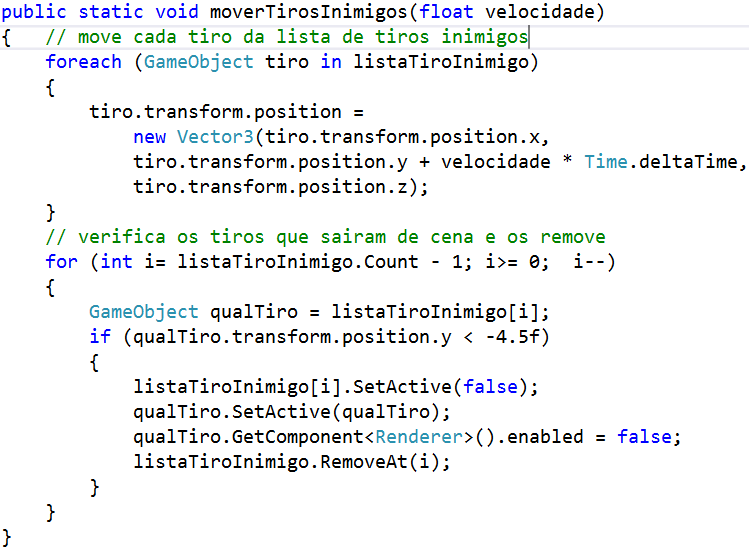 public static void moverTirosInimigos(float velocidade)
{   // move cada tiro da lista de tiros inimigos
    foreach (GameObject tiro in listaTiroInimigo)
    {
        tiro.transform.position =
            new Vector3(tiro.transform.position.x,
            tiro.transform.position.y + velocidade * Time.deltaTime,
            tiro.transform.position.z);
    }
    // verifica os tiros que sairam de cena e os remove
    for (int i= listaTiroInimigo.Count - 1; i>= 0;  i--)
    {
        GameObject qualTiro = listaTiroInimigo[i];
        if (qualTiro.transform.position.y < -4.5f)
        {
            listaTiroInimigo[i].SetActive(false);
            qualTiro.SetActive(qualTiro);
            qualTiro.GetComponent<Renderer>().enabled = false;
            listaTiroInimigo.RemoveAt(i);
        }
    }
}